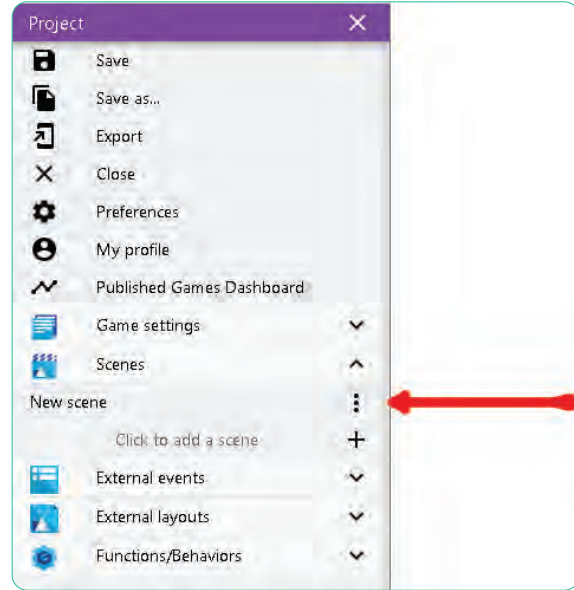 Project
Save
Save as...
Export
Close
Preferences
My profile
Published Games Dashboard
Game settings
Scenes
New scene
Click to add a scene
External events
External layouts
Functions/Behaviors